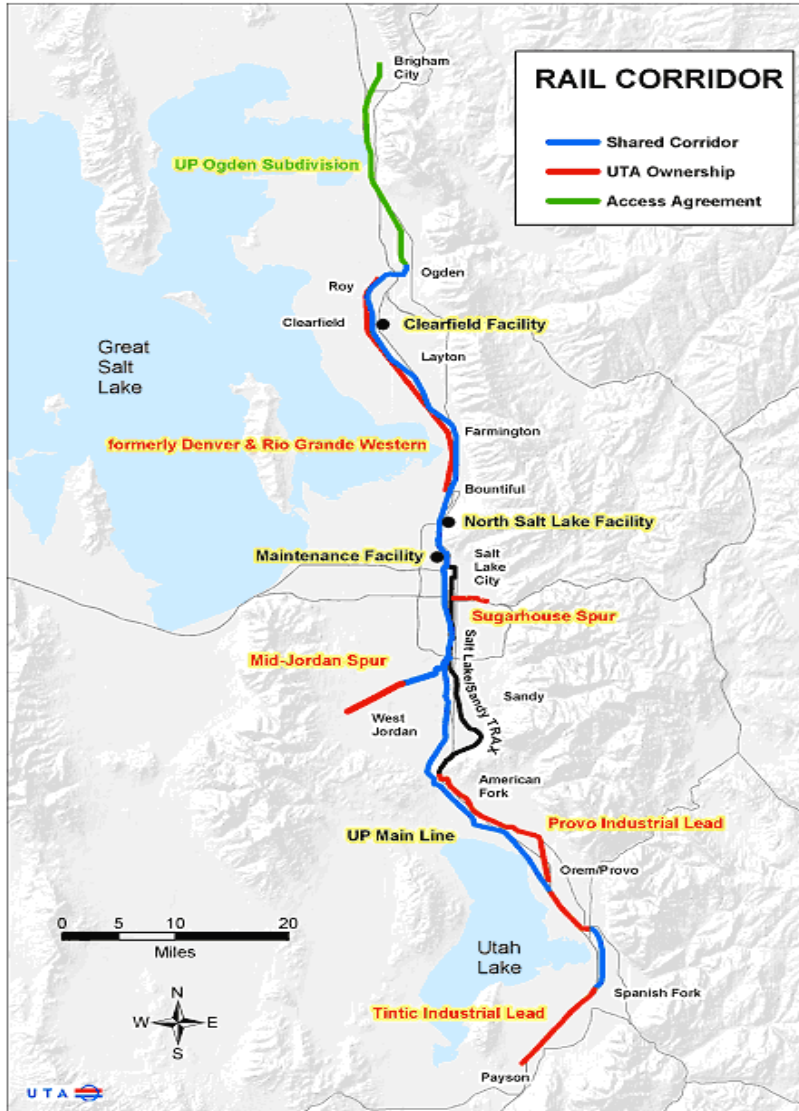 Brigham
City
RAIL CORRIDOR
Shared Corridor
UTA Ownership
Access Agreement
UP Ogden Subdivision
Ogden
Roy
Clearfield
Clearfield Facility
Great
Salt
Lake
Layton
formerly Denver & Rio Grande Western
Farmington
Bountiful
North Salt Lake Facility
Maintenance Facility
Salt
Lake
City
Sugarhouse Spur
Mid-Jordan Spur
Salt Lake/Sandy TRAX
Sandy
West
Jordan
American
Fork
UP Main Line
Provo Industrial Lead
Orem/Provo
0 5 10 20
Miles
Utah
Lake
N
W E
S
Tintic Industrial Lead
Spanish Fork
Payson
UTA